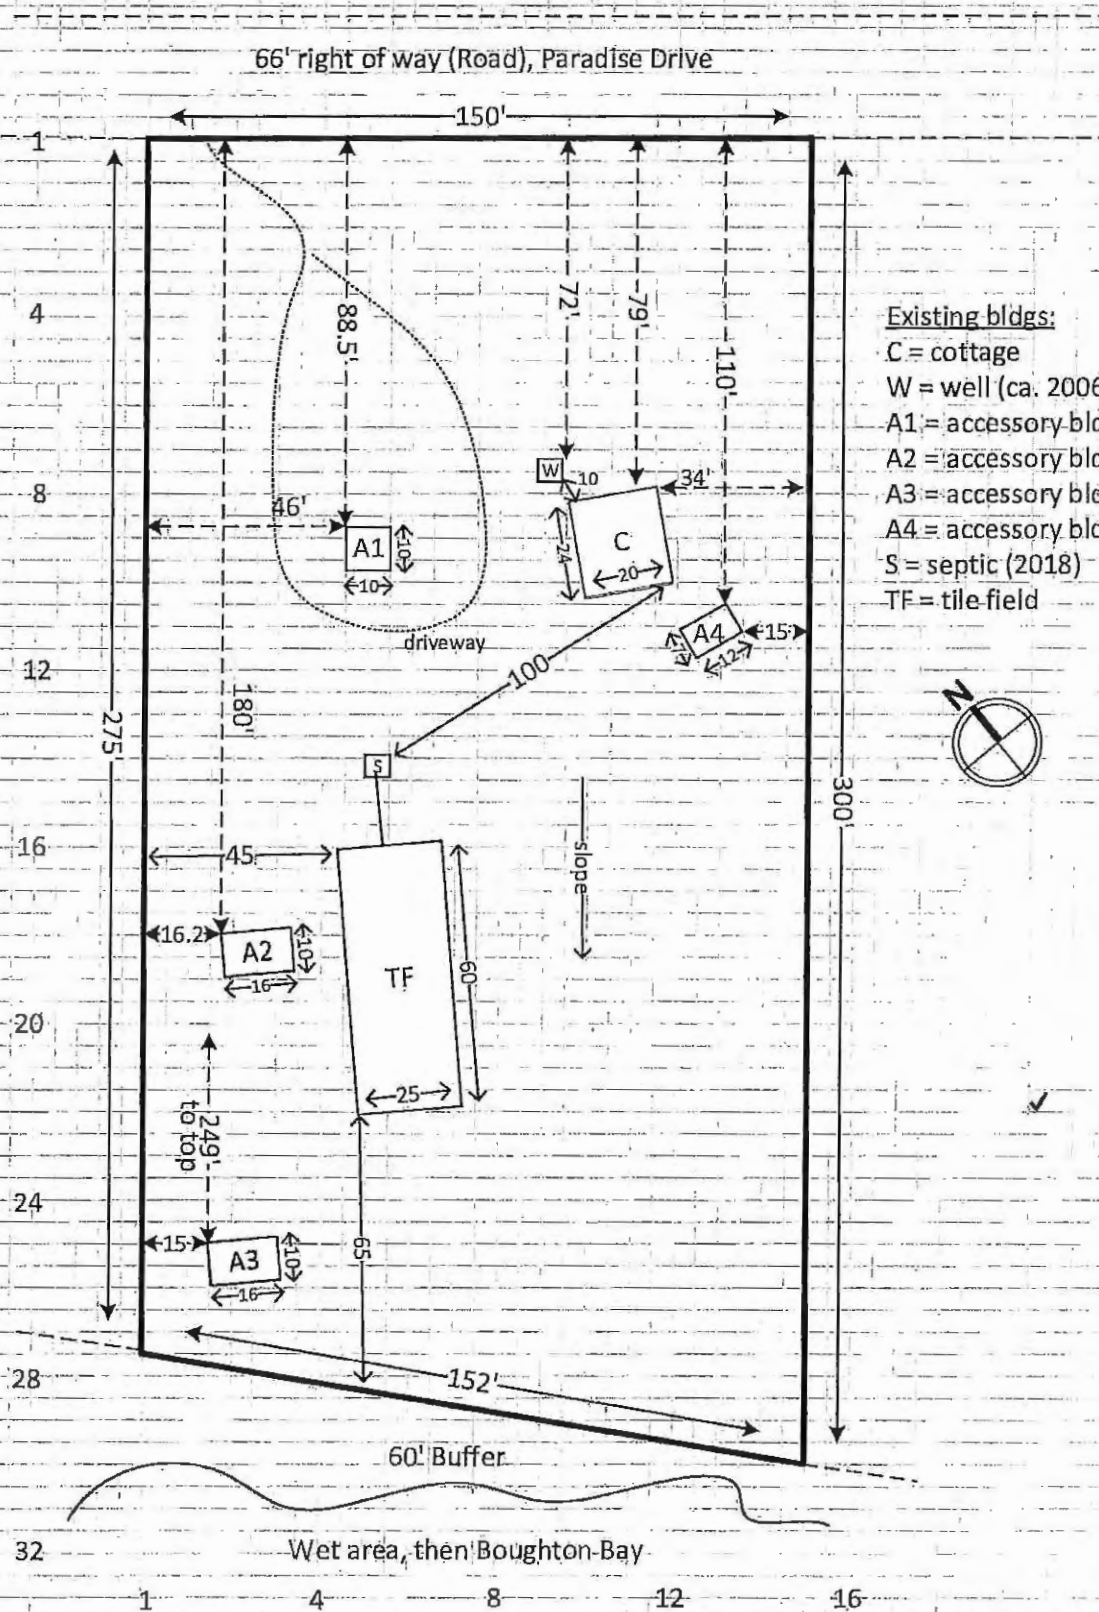 66' right of way (Road), Paradise Drive
150'
1
4
8
12
16
20
24
28
32
275'
300'
88.5'
72'
79'
110'
Existing bldgs:
C = cottage
W = well (ca. 2006
A1 = accessory bld
A2 = accessory bld
A3 = accessory bld
A4 = accessory bld
S = septic (2018)
TF = tile field
W
10
34'
46'
A1
10
10
C
24
20
driveway
A4
15
7
12
100
N
180'
S
45
slope
16.2
A2
10
16
TF
60
25
249'
to top
65
15
A3
10
16
152'
60' Buffer
Wet area, then Boughton Bay
1 4 8 12 16